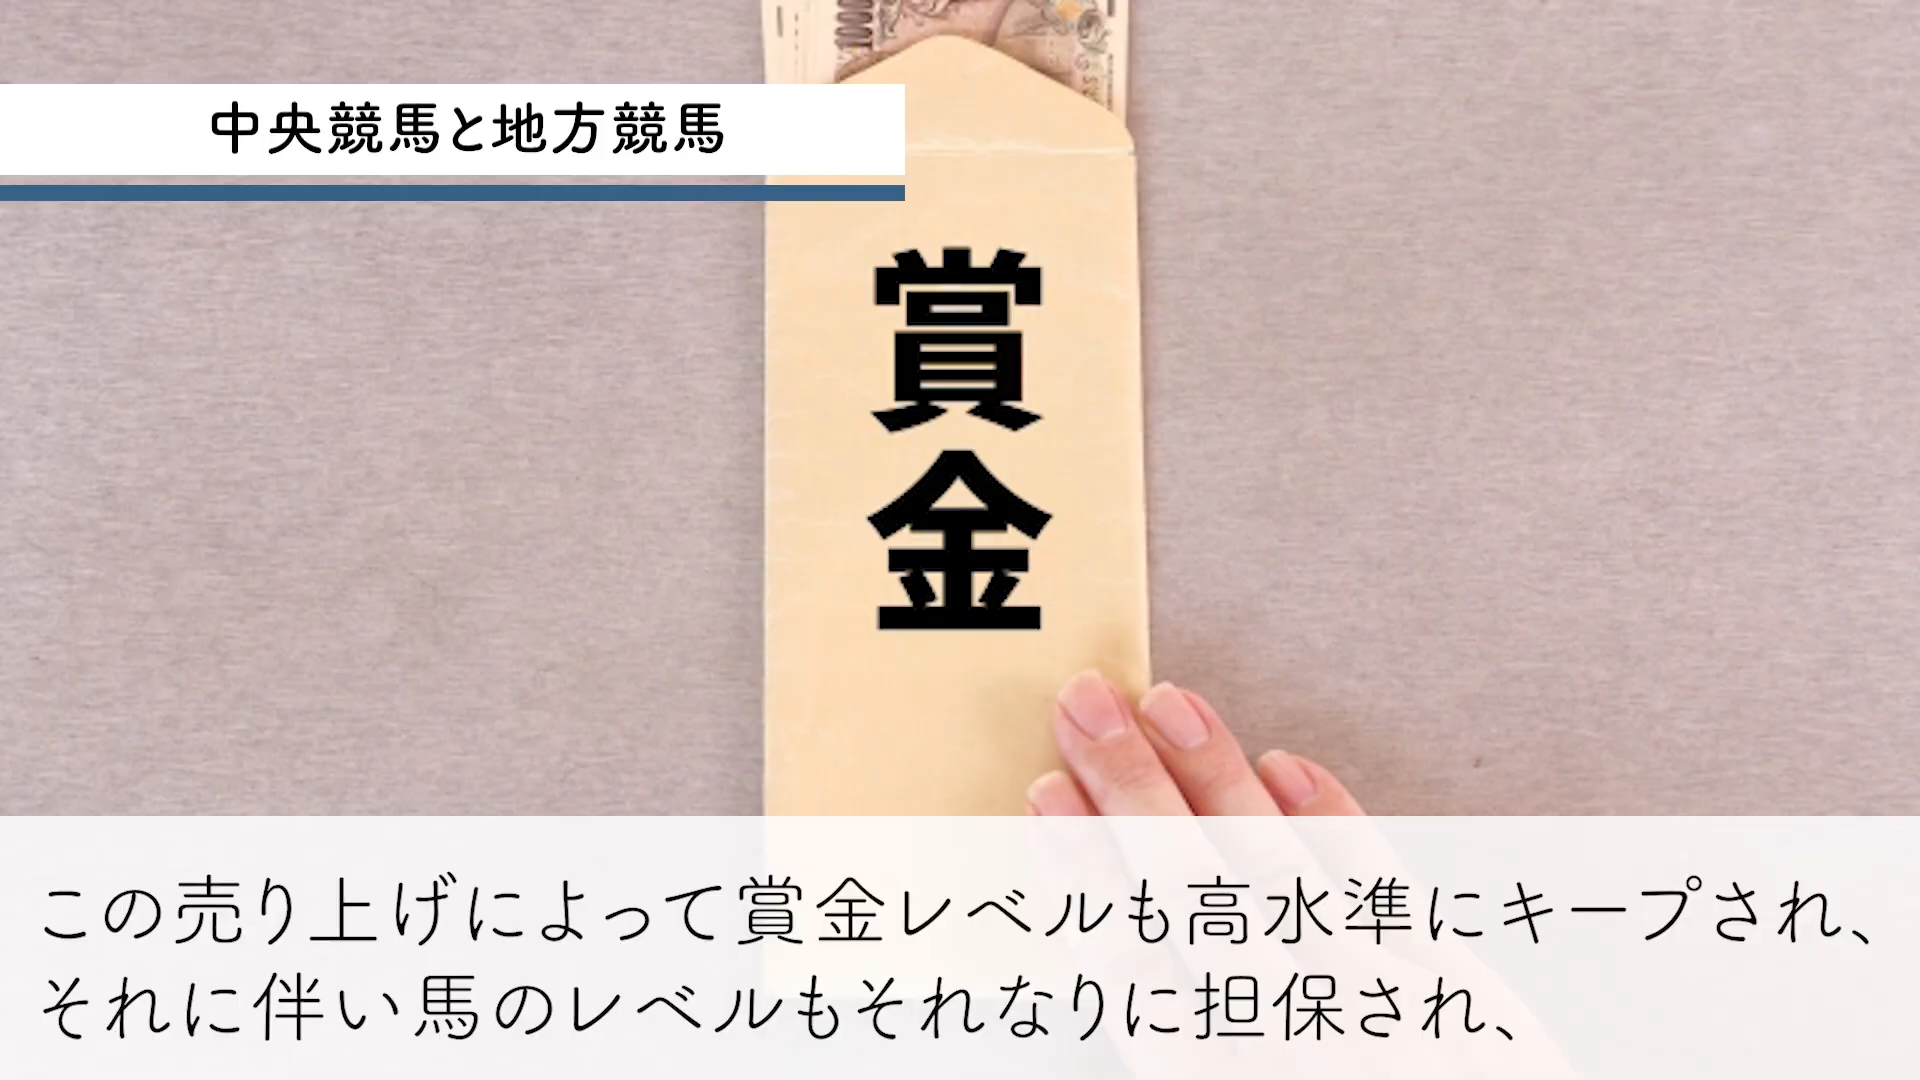 1000
中央競馬と地方競馬
賞金
この売り上げによって賞金レベルも高水準にキープされ、
それに伴い馬のレベルもそれなりに担保され、